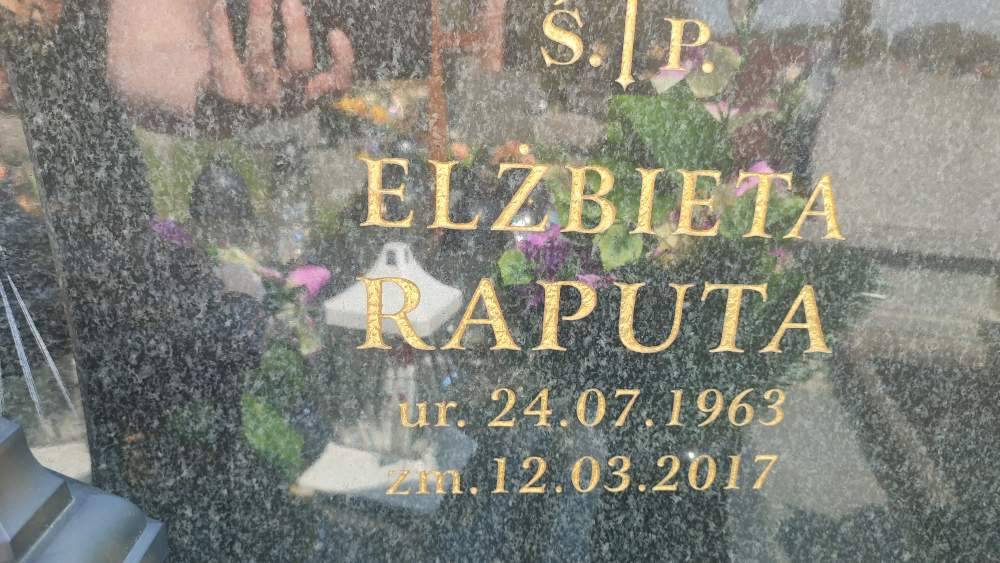 Ś. P.
ELŻBIETA
RAPUTA
ur. 24.07.1963
zm. 12.03.2017